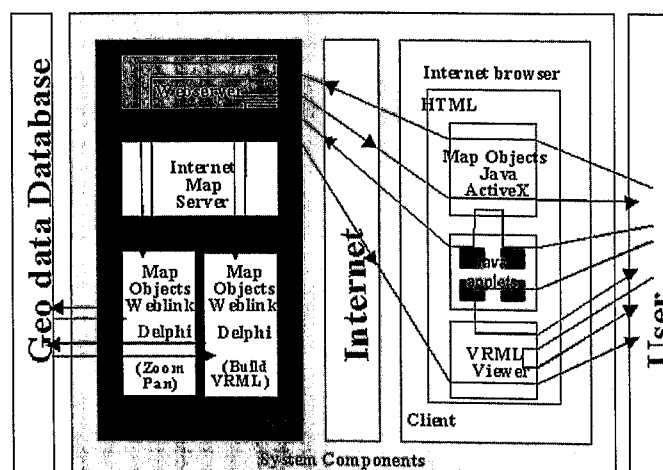 Geo data Database
Webserver
Internet
Map
Server
Map
Objects
Weblink
Delphi
(Zoom
Pan)
Map
Objects
Weblink
Delphi
(Build
VRML)
Internet
Internet browser
HTML
Map Objects
Java
ActiveX
Java
applets
VRML
Viewer
Client
User
System Components